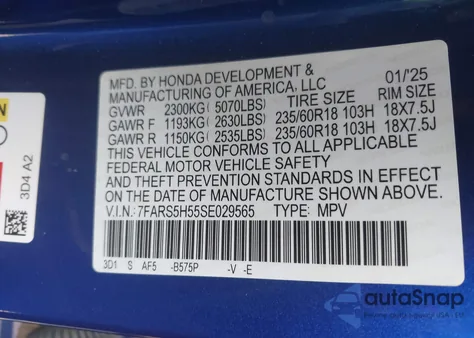 MFD. BY HONDA DEVELOPMENT & 01/'25
MANUFACTURING OF AMERICA, LLC
GVWR 2300KG( 5070LBS) TIRE SIZE RIM SIZE
GAWR F 1193KG( 2630LBS) 235/60R18 103H 18X7.5J
GAWR R 1150KG( 2535LBS) 235/60R18 103H 18X7.5J
THIS VEHICLE CONFORMS TO ALL APPLICABLE
FEDERAL MOTOR VEHICLE SAFETY
AND THEFT PREVENTION STANDARDS IN EFFECT
ON THE DATE OF MANUFACTURE SHOWN ABOVE.
V.I.N.: 7FARS5H55SE029565 TYPE: MPV
3D1 S AF5 -B575P -V -E
3D4 A2
autoSnap